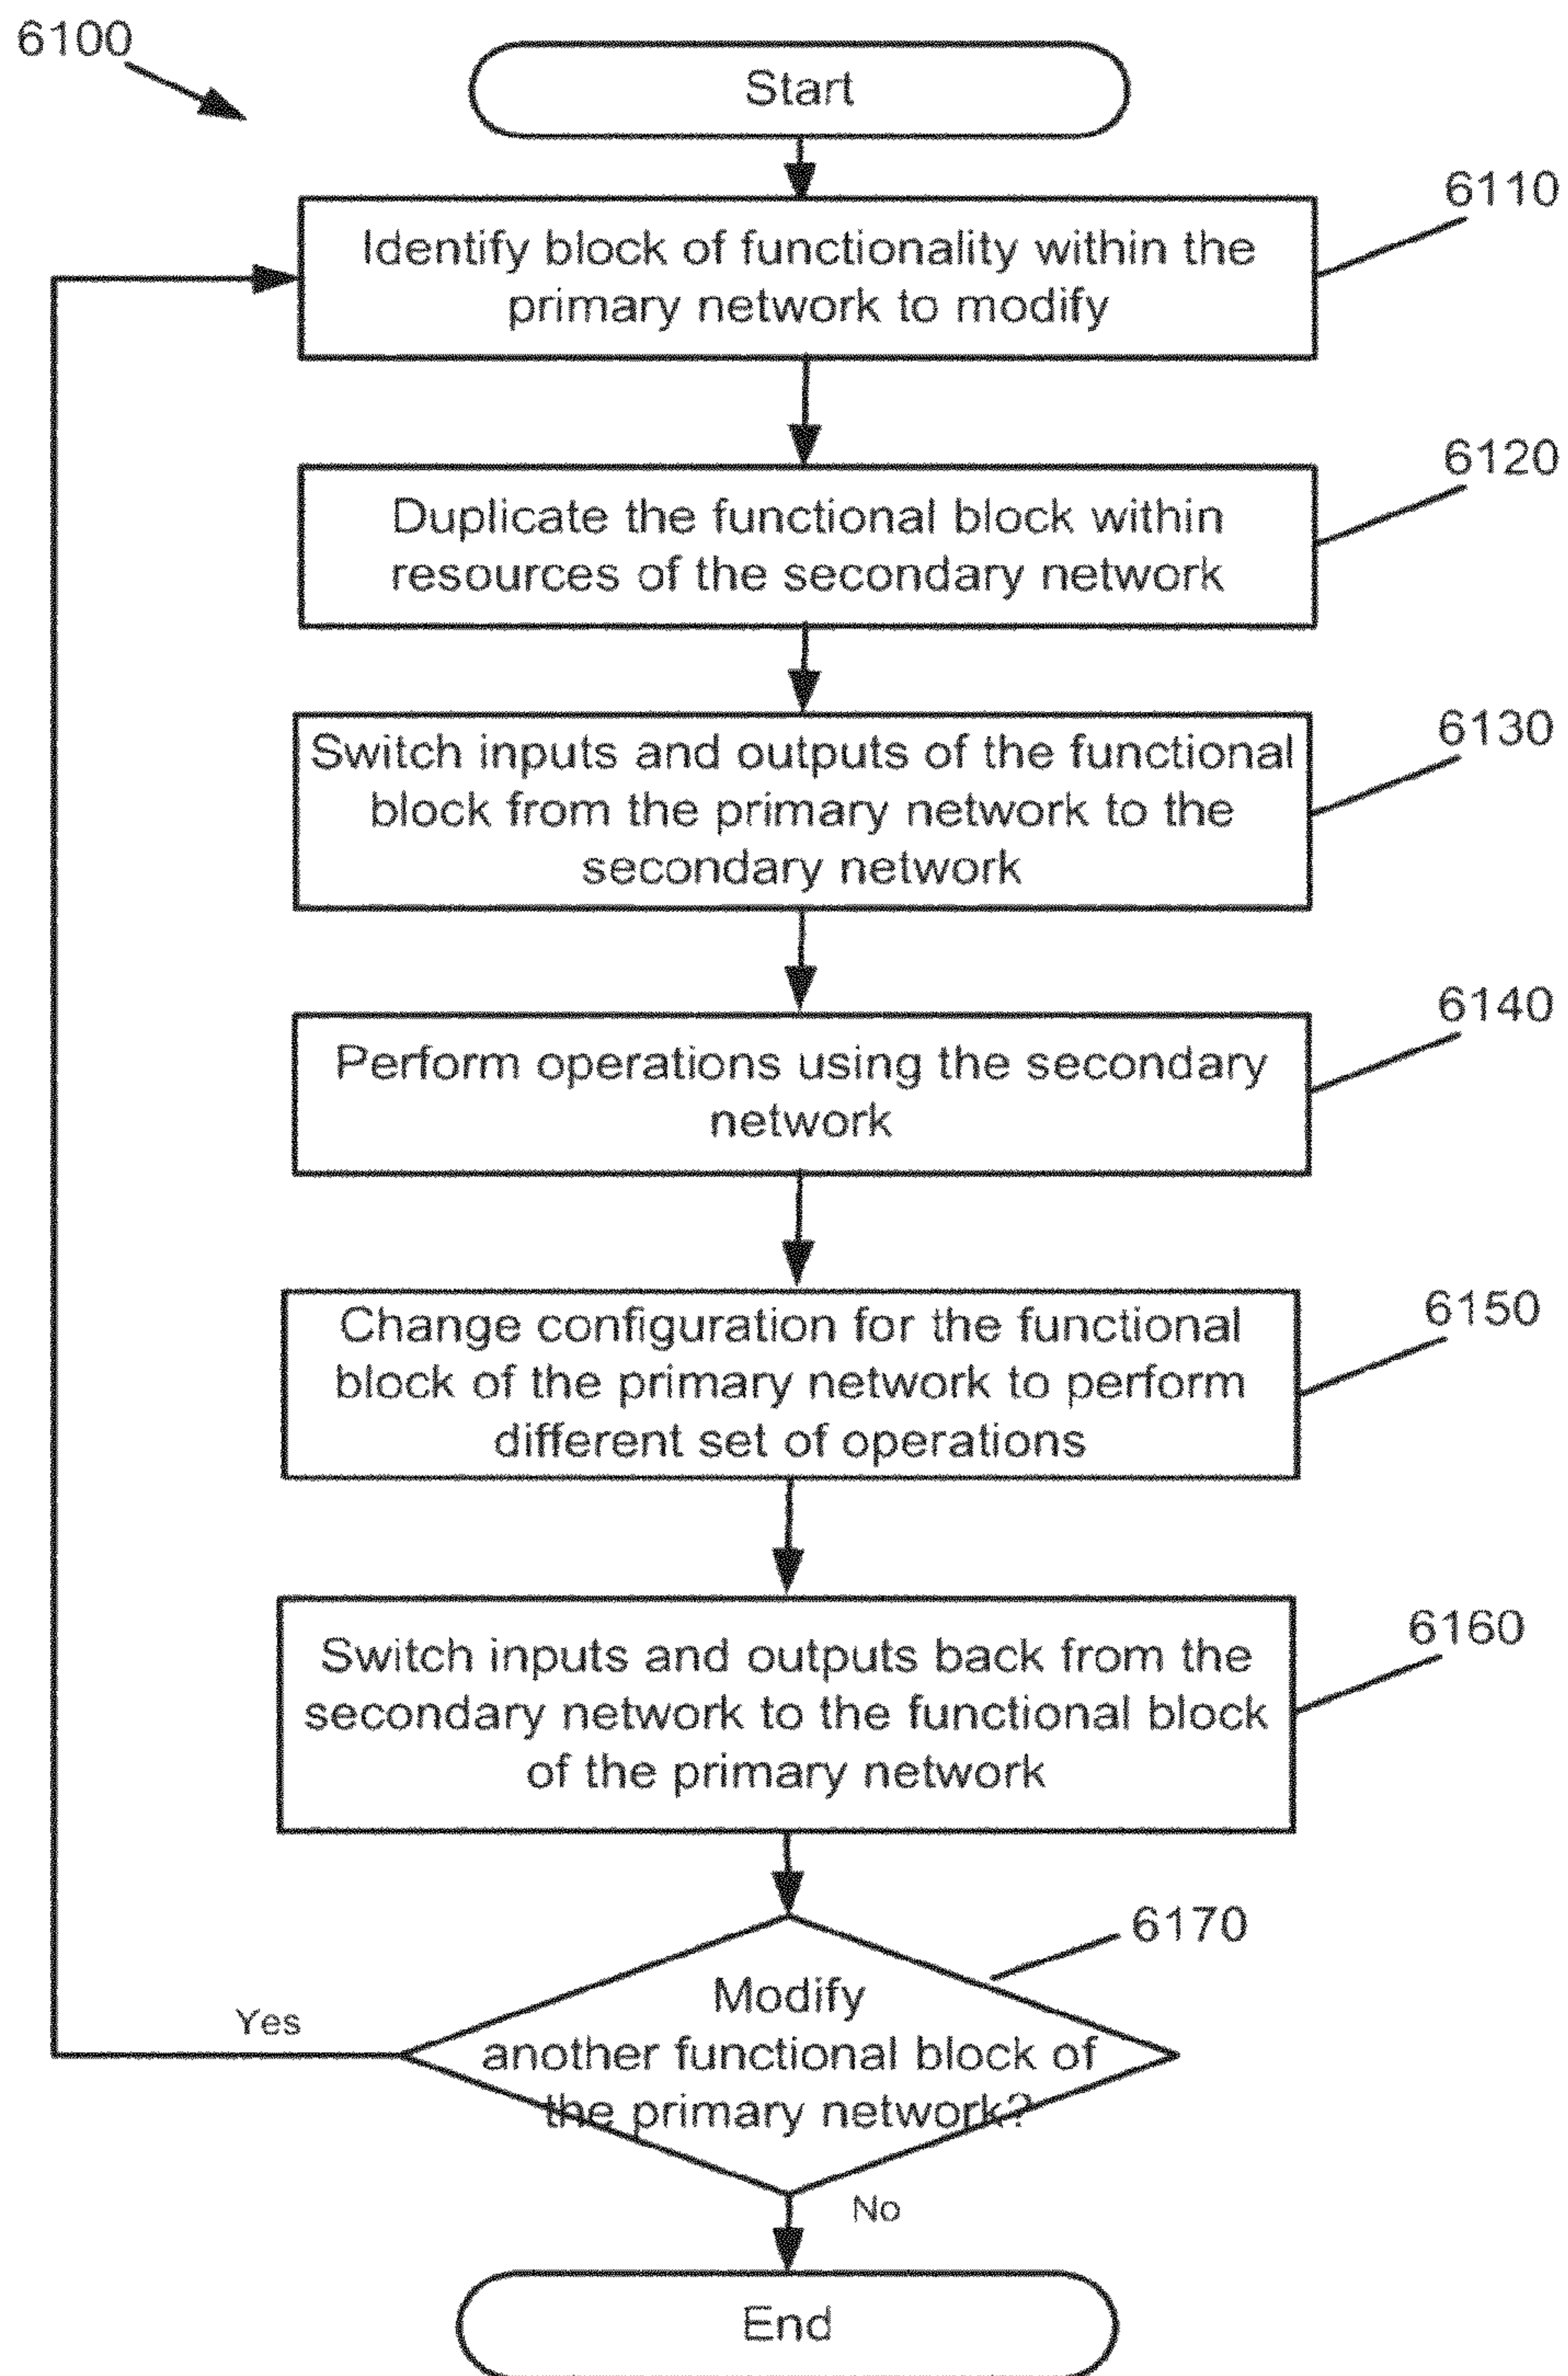 6100
Start
6110
Identify block of functionality within the
primary network to modify
6120
Duplicate the functional block within
resources of the secondary network
6130
Switch inputs and outputs of the functional
block from the primary network to the
secondary network
6140
Perform operations using the secondary
network
6150
Change configuration for the functional
block of the primary network to perform
different set of operations
6160
Switch inputs and outputs back from the
secondary network to the functional block
of the primary network
6170
Modify
another functional block of
the primary network?
Yes
No
End